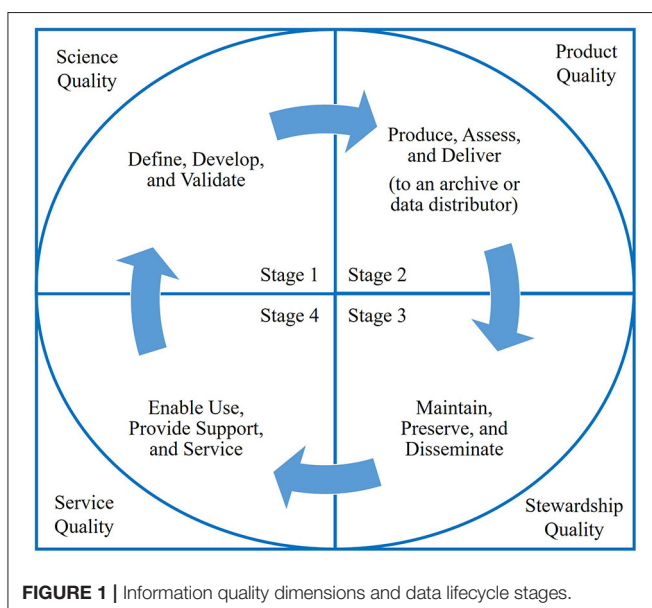 Science
Quality
Product
Quality
Define, Develop,
and Validate
Produce, Assess,
and Deliver
(to an archive or
data distributor)
Stage 1
Stage 2
Stage 4
Stage 3
Enable Use,
Provide Support,
and Service
Maintain,
Preserve, and
Disseminate
Service
Quality
Stewardship
Quality
FIGURE 1 | Information quality dimensions and data lifecycle stages.